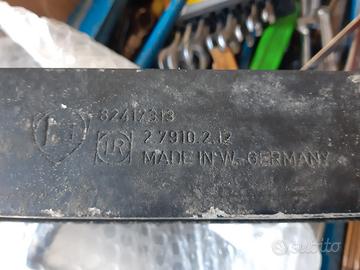 82417313
2.7910.2.12
MADE IN W. GERMANY
subito